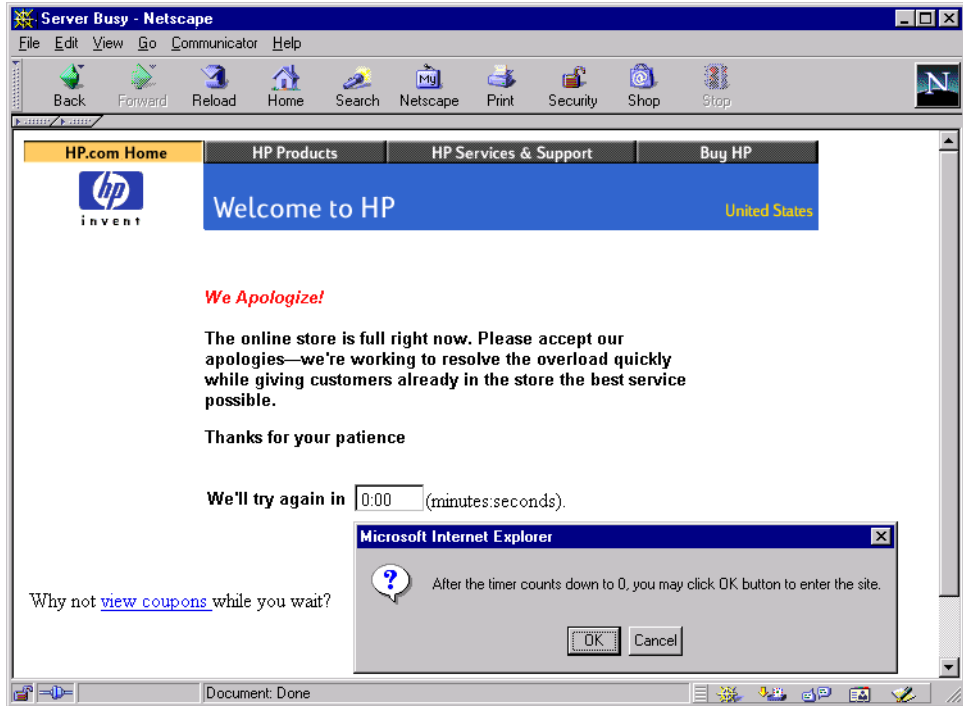 Server Busy - Netscape
File Edit View Go Communicator Help
Back Forward Reload Home Search Netscape Print Security Shop Stop
My
N
HP.com Home HP Products HP Services & Support Buy HP
hp
invent
Welcome to HP
United States
We Apologize!
The online store is full right now. Please accept our
apologies—we're working to resolve the overload quickly
while giving customers already in the store the best service
possible.
Thanks for your patience
We'll try again in 0:00 (minutes:seconds).
Microsoft Internet Explorer
After the timer counts down to 0, you may click OK button to enter the site.
OK Cancel
Why not view coupons while you wait?
Document: Done